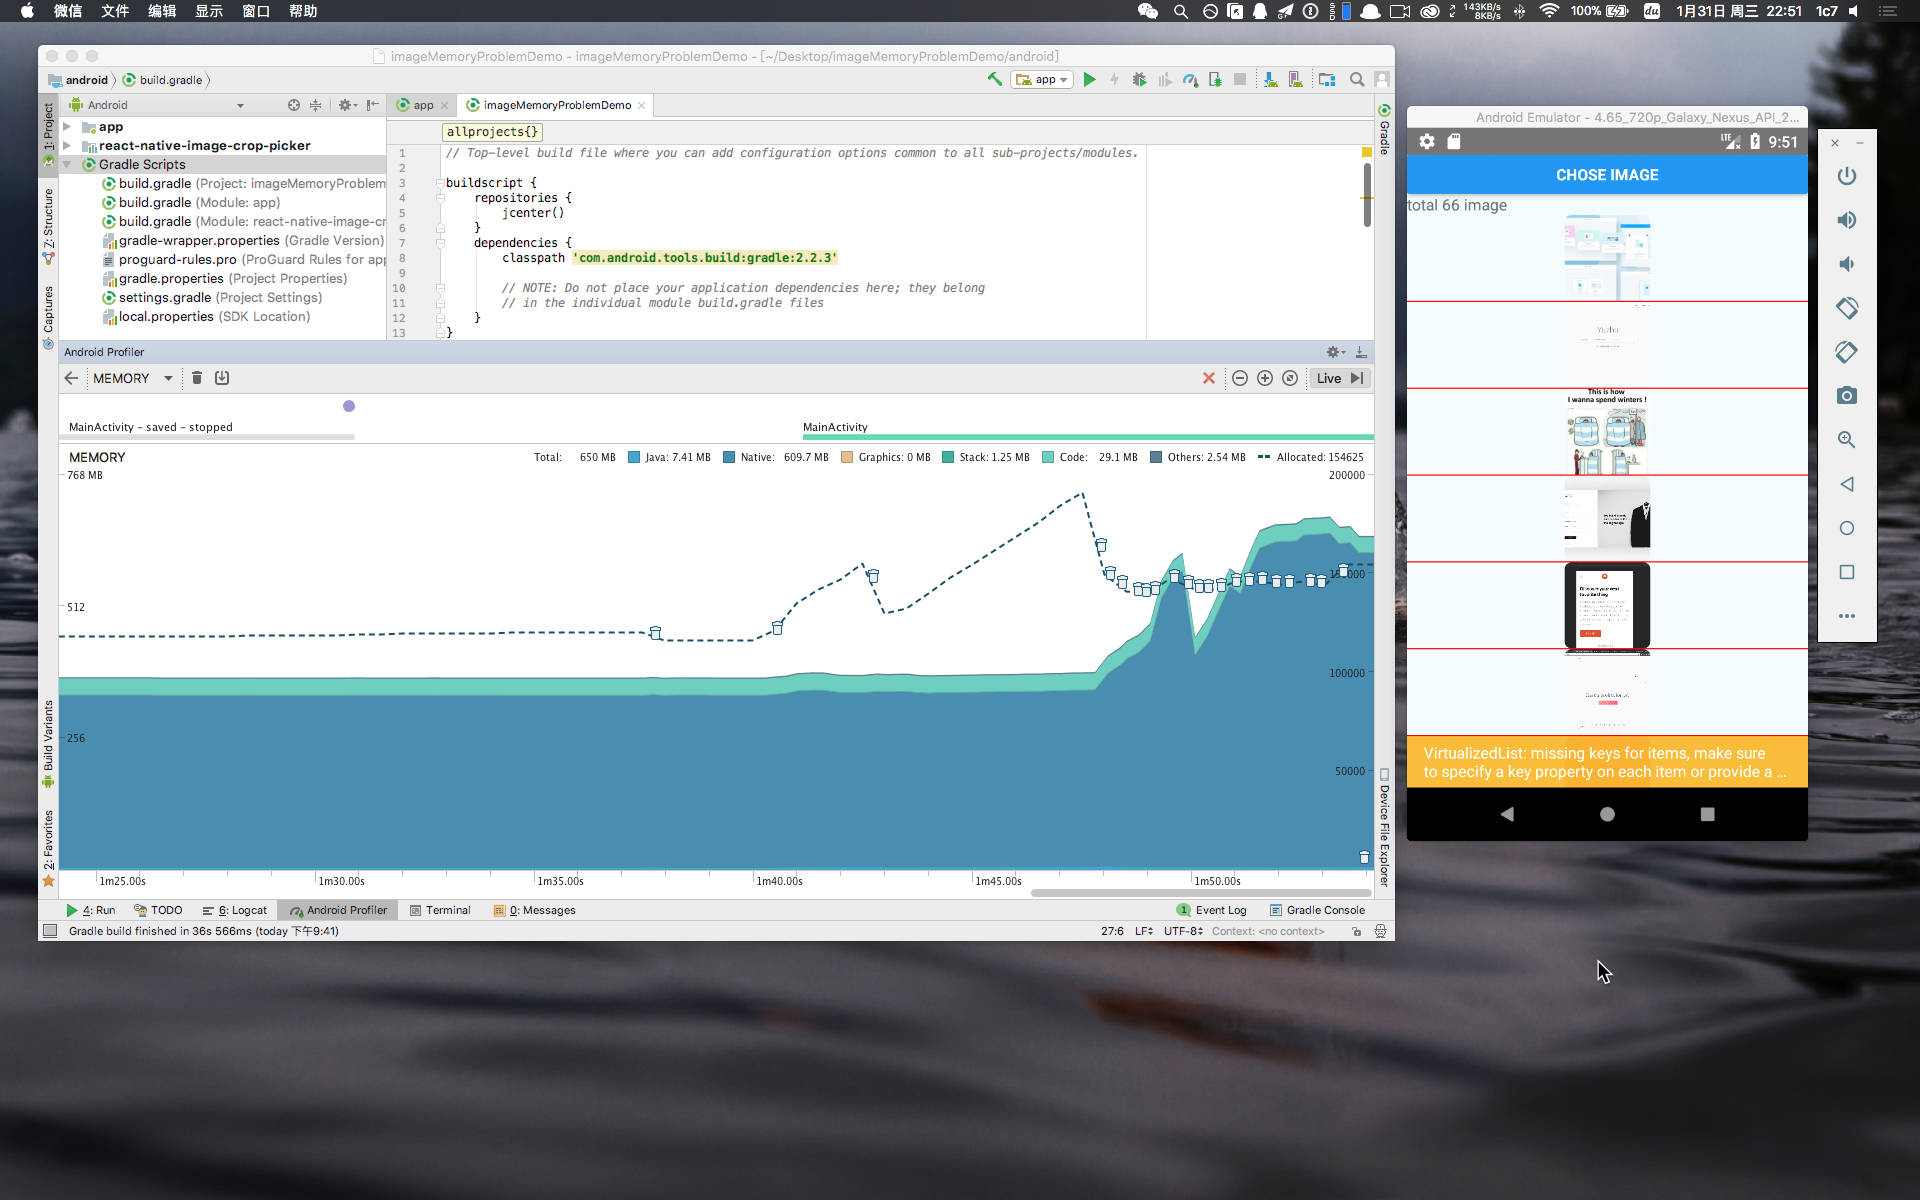 微信 文件 编辑 显示 窗口 帮助
143KB/s
8KB/s
100%
du
1月31日 周三 22:51 1c7
imageMemoryProblemDemo - imageMemoryProblemDemo - [~/Desktop/imageMemoryProblemDemo/android]
android build.gradle
app
Android
app imageMemoryProblemDemo
1: Project
Z: Structure
Captures
Build Variants
2: Favorites
Gradle
Device File Explorer
app
react-native-image-crop-picker
Gradle Scripts
build.gradle (Project: imageMemoryProblem
build.gradle (Module: app)
build.gradle (Module: react-native-image-cr
gradle-wrapper.properties (Gradle Version)
proguard-rules.pro (ProGuard Rules for app
gradle.properties (Project Properties)
settings.gradle (Project Settings)
local.properties (SDK Location)
allprojects{}
1 // Top-level build file where you can add configuration options common to all sub-projects/modules.
2
3 buildscript {
4 repositories {
5 jcenter()
6 }
7 dependencies {
8 classpath 'com.android.tools.build:gradle:2.2.3'
9
10 // NOTE: Do not place your application dependencies here; they belong
11 // in the individual module build.gradle files
12 }
13 }
Android Profiler
MEMORY
Live
MainActivity - saved - stopped
MainActivity
MEMORY
Total: 650 MB Java: 7.41 MB Native: 609.7 MB Graphics: 0 MB Stack: 1.25 MB Code: 29.1 MB Others: 2.54 MB Allocated: 154625
768 MB
200000
512
150000
100000
256
50000
1m25.00s 1m30.00s 1m35.00s 1m40.00s 1m45.00s 1m50.00s
4: Run TODO 6: Logcat Android Profiler Terminal 0: Messages
1 Event Log Gradle Console
Gradle build finished in 36s 566ms (today 下午9:41)
27:6 LF UTF-8 Context: <no context>
Android Emulator - 4.65_720p_Galaxy_Nexus_API_2...
LTE 9:51
CHOSE IMAGE
total 66 image
This is how
I wanna spend winters !
Discover your next
favorite thing
VirtualizedList: missing keys for items, make sure
to specify a key property on each item or provide a ...